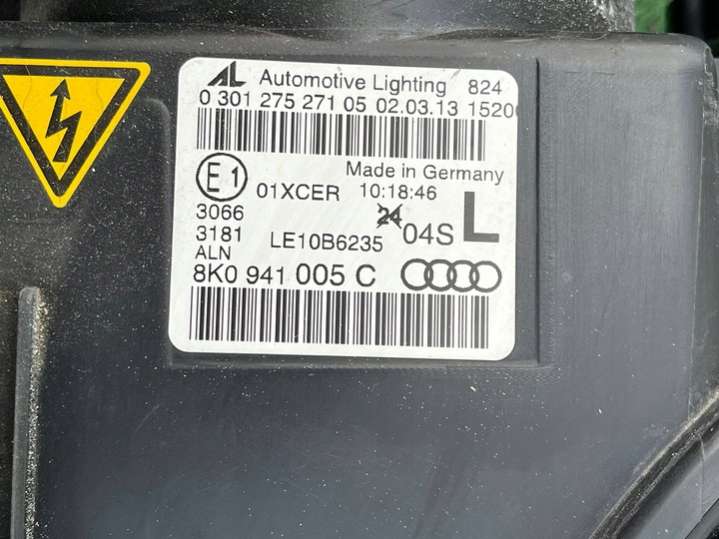 AL Automotive Lighting 824
0 301 275 271 05 02.03.13 1520
Made in Germany
E1 01XCER 10:18:46
3066 24 04S L
3181 LE10B6235
ALN
8K0 941 005 C